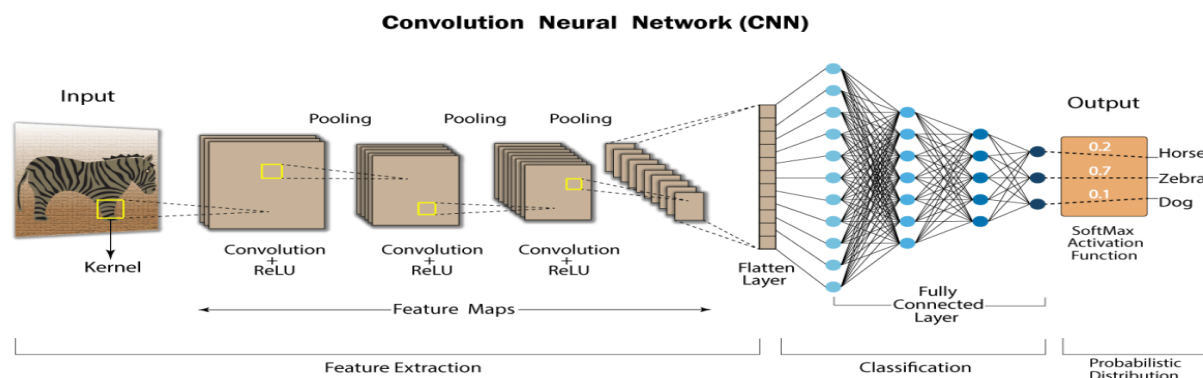 Convolution Neural Network (CNN)
Input
Kernel
Pooling
Pooling
Pooling
Convolution
+
ReLU
Convolution
+
ReLU
Convolution
+
ReLU
Feature Maps
Flatten
Layer
Fully
Connected
Layer
Output
0.2
0.7
0.1
Horse
Zebra
Dog
SoftMax
Activation
Function
Feature Extraction
Classification
Probabilistic
Distribution